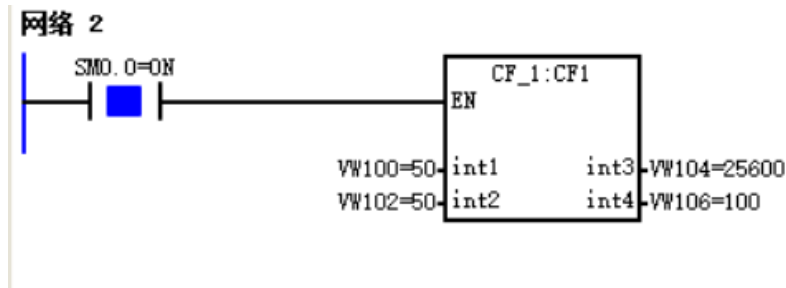 网络 2
SM0.0=ON
CF_1:CF1
EN
VW100=50 int1 int3 VW104=25600
VW102=50 int2 int4 VW106=100